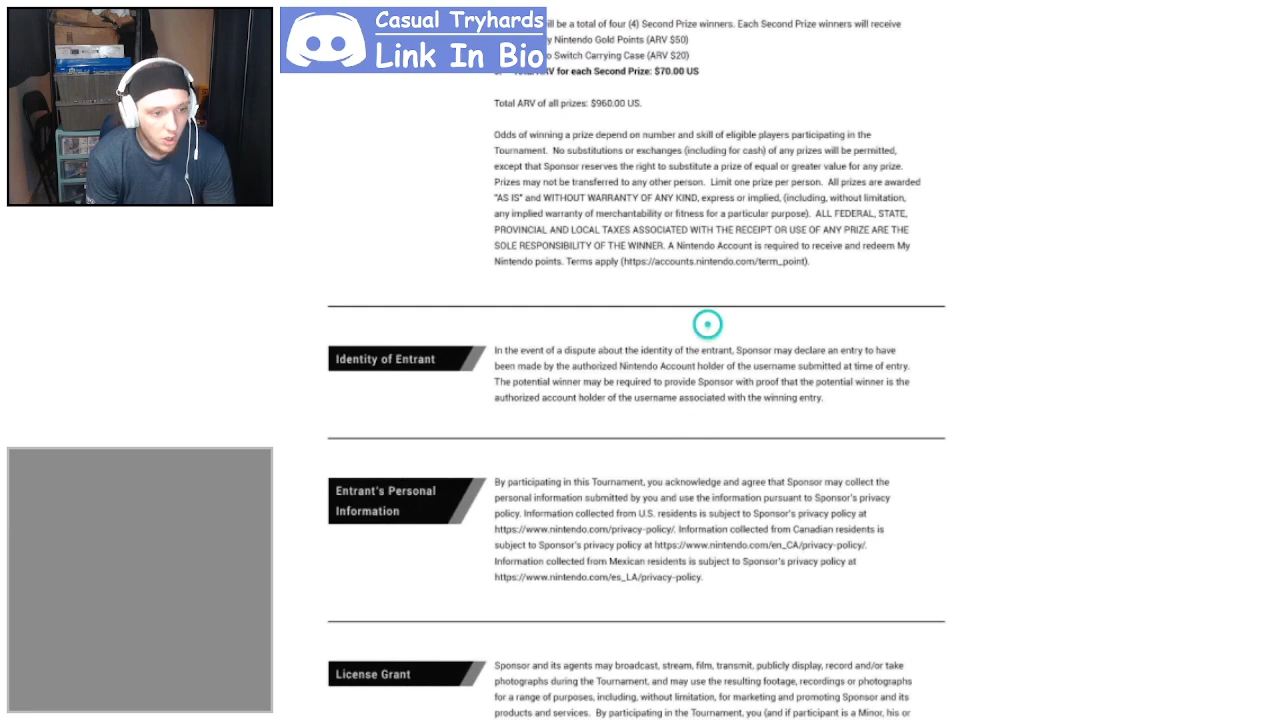 Casual Tryhards
Link In Bio
ill be a total of four (4) Second Prize winners. Each Second Prize winners will receive
y Nintendo Gold Points (ARV $50)
o Switch Carrying Case (ARV $20)
V for each Second Prize: $70.00 US
Total ARV of all prizes: $960.00 US.
Odds of winning a prize depend on number and skill of eligible players participating in the
Tournament. No substitutions or exchanges (including for cash) of any prizes will be permitted,
except that Sponsor reserves the right to substitute a prize of equal or greater value for any prize.
Prizes may not be transferred to any other person. Limit one prize per person. All prizes are awarded
"AS IS" and WITHOUT WARRANTY OF ANY KIND, express or implied, (including, without limitation,
any implied warranty of merchantability or fitness for a particular purpose). ALL FEDERAL, STATE,
PROVINCIAL AND LOCAL TAXES ASSOCIATED WITH THE RECEIPT OR USE OF ANY PRIZE ARE THE
SOLE RESPONSIBILITY OF THE WINNER. A Nintendo Account is required to receive and redeem My
Nintendo points. Terms apply (https://accounts.nintendo.com/term_point).
Identity of Entrant
In the event of a dispute about the identity of the entrant, Sponsor may declare an entry to have
been made by the authorized Nintendo Account holder of the username submitted at time of entry.
The potential winner may be required to provide Sponsor with proof that the potential winner is the
authorized account holder of the username associated with the winning entry.
Entrant's Personal
Information
By participating in this Tournament, you acknowledge and agree that Sponsor may collect the
personal information submitted by you and use the information pursuant to Sponsor's privacy
policy. Information collected from U.S. residents is subject to Sponsor's privacy policy at
https://www.nintendo.com/privacy-policy/. Information collected from Canadian residents is
subject to Sponsor's privacy policy at https://www.nintendo.com/en_CA/privacy-policy/.
Information collected from Mexican residents is subject to Sponsor's privacy policy at
https://www.nintendo.com/es_LA/privacy-policy.
License Grant
Sponsor and its agents may broadcast, stream, film, transmit, publicly display, record and/or take
photographs during the Tournament, and may use the resulting footage, recordings or photographs
for a range of purposes, including, without limitation, for marketing and promoting Sponsor and its
products and services. By participating in the Tournament, you (and if participant is a Minor, his or